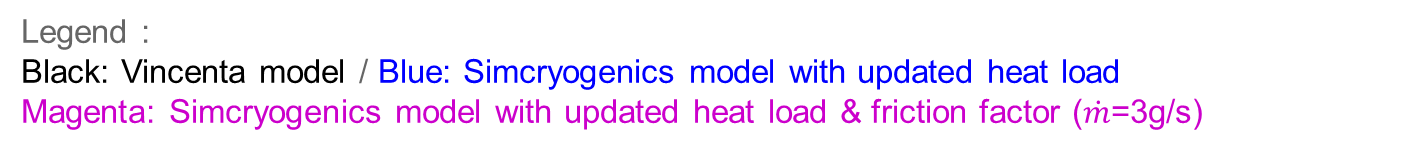 Legend :
Black: Vincenta model / Blue: Simcryogenics model with updated heat load
Magenta: Simcryogenics model with updated heat load & friction factor (ṁ=3g/s)